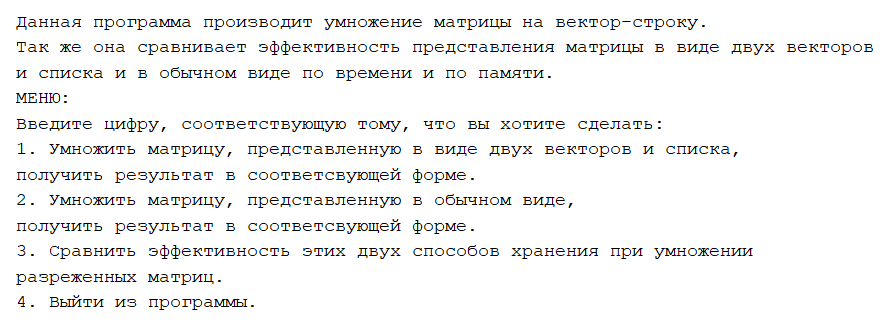 Данная программа производит умножение матрицы на вектор-строку.
Так же она сравнивает эффективность представления матрицы в виде двух векторов
и списка и в обычном виде по времени и по памяти.
МЕНЮ:
Введите цифру, соответствующую тому, что вы хотите сделать:
1. Умножить матрицу, представленную в виде двух векторов и списка,
получить результат в соответсвующей форме.
2. Умножить матрицу, представленную в обычном виде,
получить результат в соответсвующей форме.
3. Сравнить эффективность этих двух способов хранения при умножении
разреженных матриц.
4. Выйти из программы.